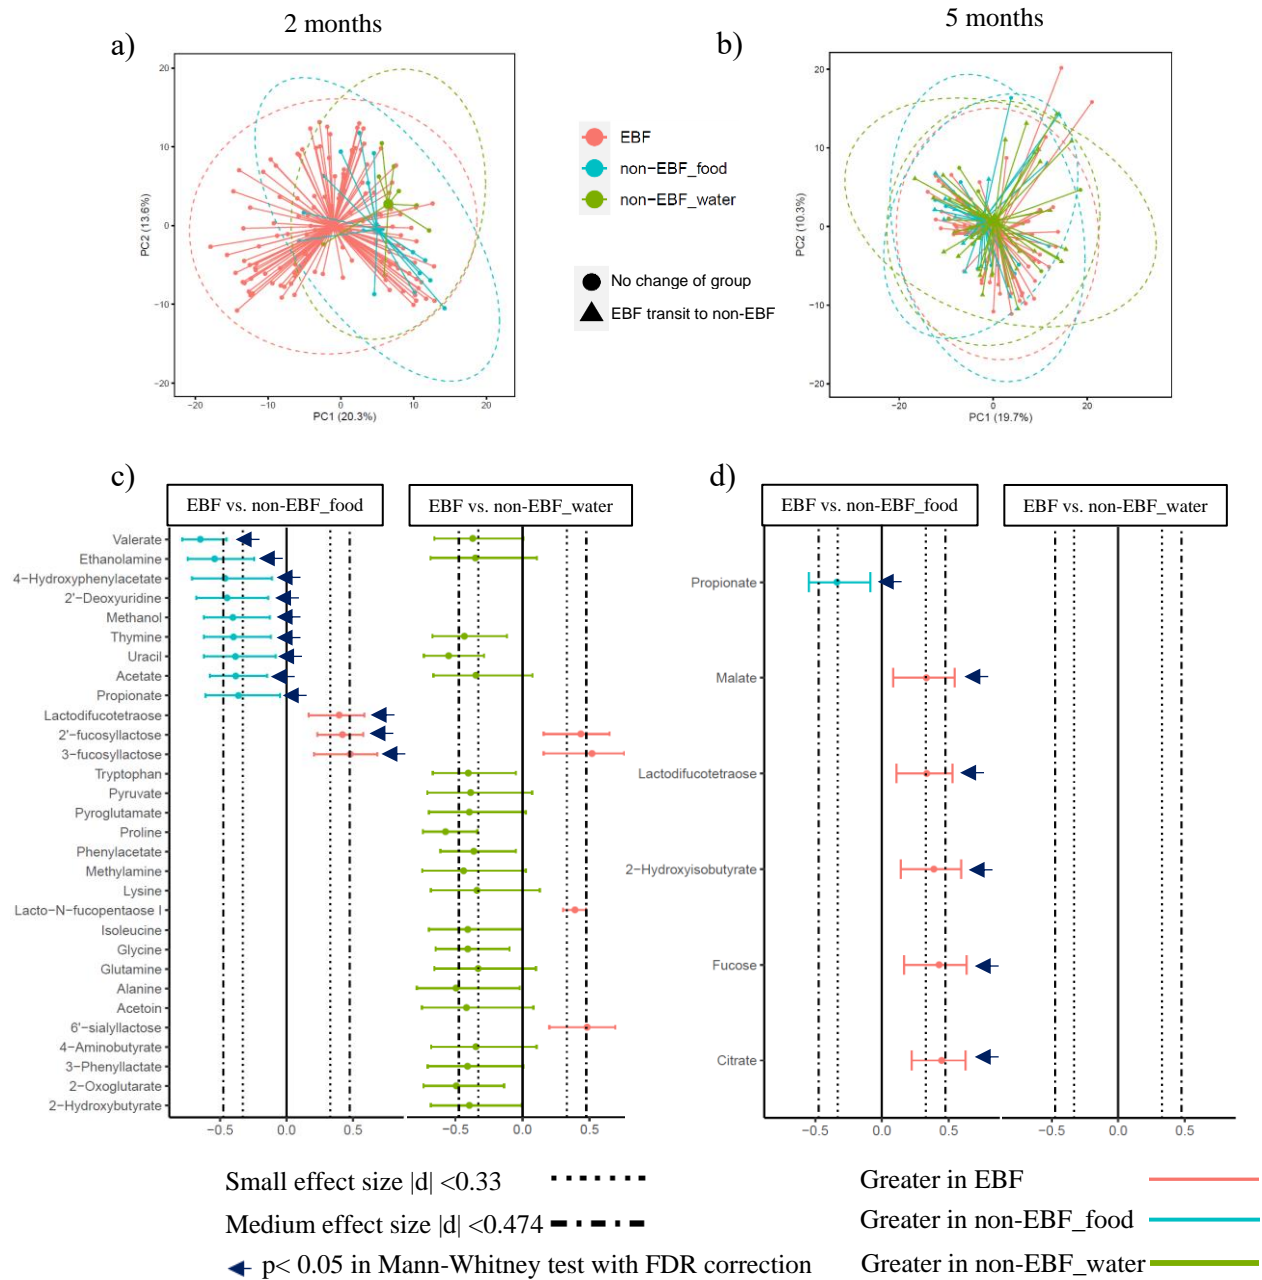 2 months
5 months
a)
b)
20
10
0
−10
−20
PC2 (13.6%)
−20
−10
0
10
20
PC1 (20.3%)
EBF
non−EBF_food
non−EBF_water
No change of group
EBF transit to non-EBF
20
10
0
−10
−20
PC2 (10.3%)
−20
0
20
PC1 (19.7%)
c)
d)
EBF vs. non-EBF_food
EBF vs. non-EBF_water
Valerate
Ethanolamine
4−Hydroxyphenylacetate
2'−Deoxyuridine
Methanol
Thymine
Uracil
Acetate
Propionate
Lactodifucotetraose
2'−fucosyllactose
3−fucosyllactose
Tryptophan
Pyruvate
Pyroglutamate
Proline
Phenylacetate
Methylamine
Lysine
Lacto−N−fucopentaose I
Isoleucine
Glycine
Glutamine
Alanine
Acetoin
6'−sialyllactose
4−Aminobutyrate
3−Phenyllactate
2−Oxoglutarate
2−Hydroxybutyrate
−0.5
0.0
0.5
−0.5
0.0
0.5
EBF vs. non-EBF_food
EBF vs. non-EBF_water
Propionate
Malate
Lactodifucotetraose
2−Hydroxyisobutyrate
Fucose
Citrate
−0.5
0.0
0.5
−0.5
0.0
0.5
Small effect size |d| <0.33
Medium effect size |d| <0.474
p< 0.05 in Mann-Whitney test with FDR correction
Greater in EBF
Greater in non-EBF_food
Greater in non-EBF_water